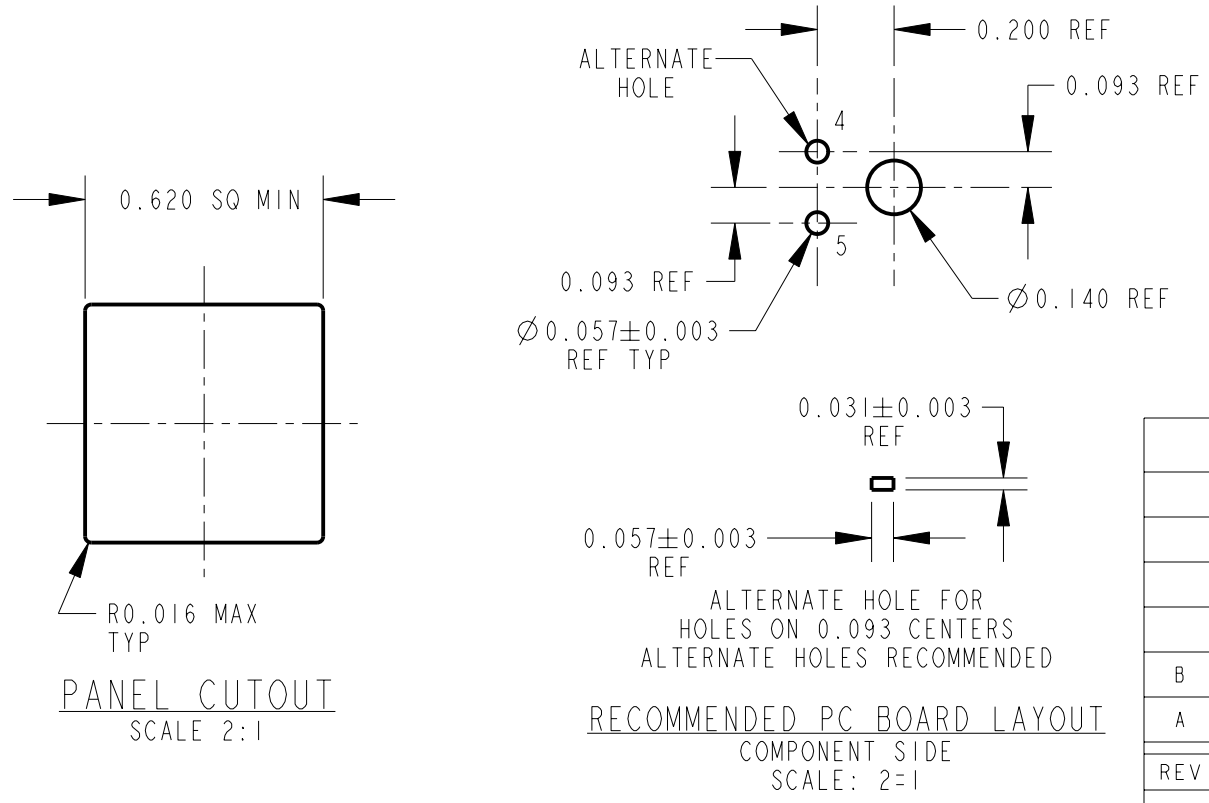 0.200 REF
ALTERNATE
HOLE
0.093 REF
4
0.620 SQ MIN
5
0.093 REF
Ø0.140 REF
Ø0.057±0.003
REF TYP
0.031±0.003
REF
0.057±0.003
REF
R0.016 MAX
TYP
ALTERNATE HOLE FOR
HOLES ON 0.093 CENTERS
ALTERNATE HOLES RECOMMENDED
PANEL CUTOUT
SCALE 2:1
RECOMMENDED PC BOARD LAYOUT
COMPONENT SIDE
SCALE: 2=1
B
A
REV